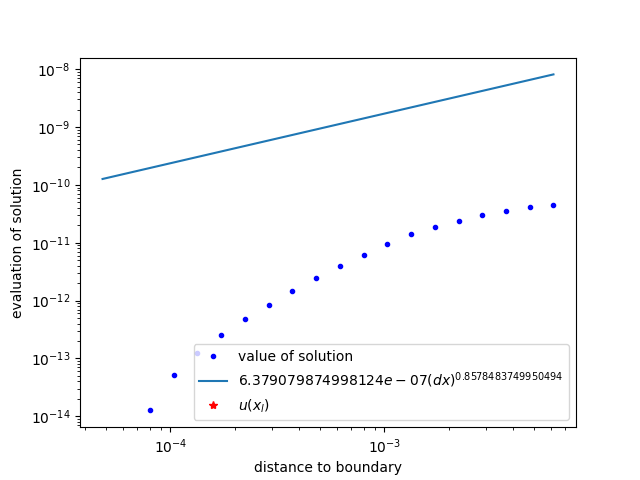 10⁻⁸
10⁻⁹
10⁻¹⁰
10⁻¹¹
10⁻¹²
10⁻¹³
10⁻¹⁴
evaluation of solution
value of solution
6.379079874998124e − 07(dx)^0.8578483749950494
u(x_l)
10⁻⁴ 10⁻³
distance to boundary